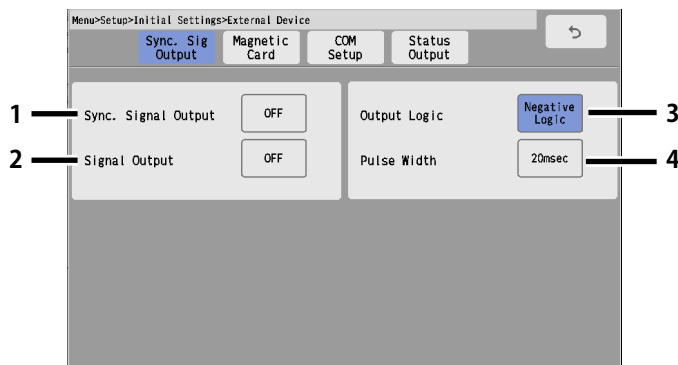 Menu>Setup>Initial Settings>External Device
Sync. Sig
Output
Magnetic
Card
COM
Setup
Status
Output
1
Sync. Signal Output
OFF
2
Signal Output
OFF
Output Logic
Negative
Logic
3
Pulse Width
20msec
4